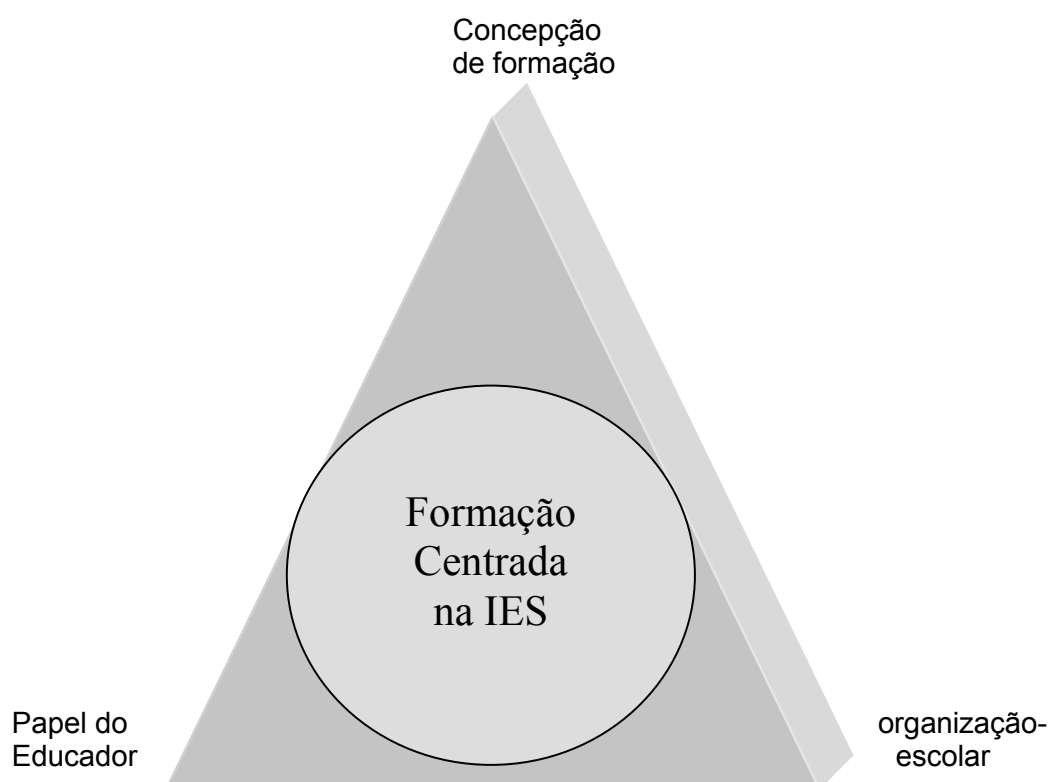 Concepção
de formação
Formação
Centrada
na IES
Papel do
Educador
organização-
escolar